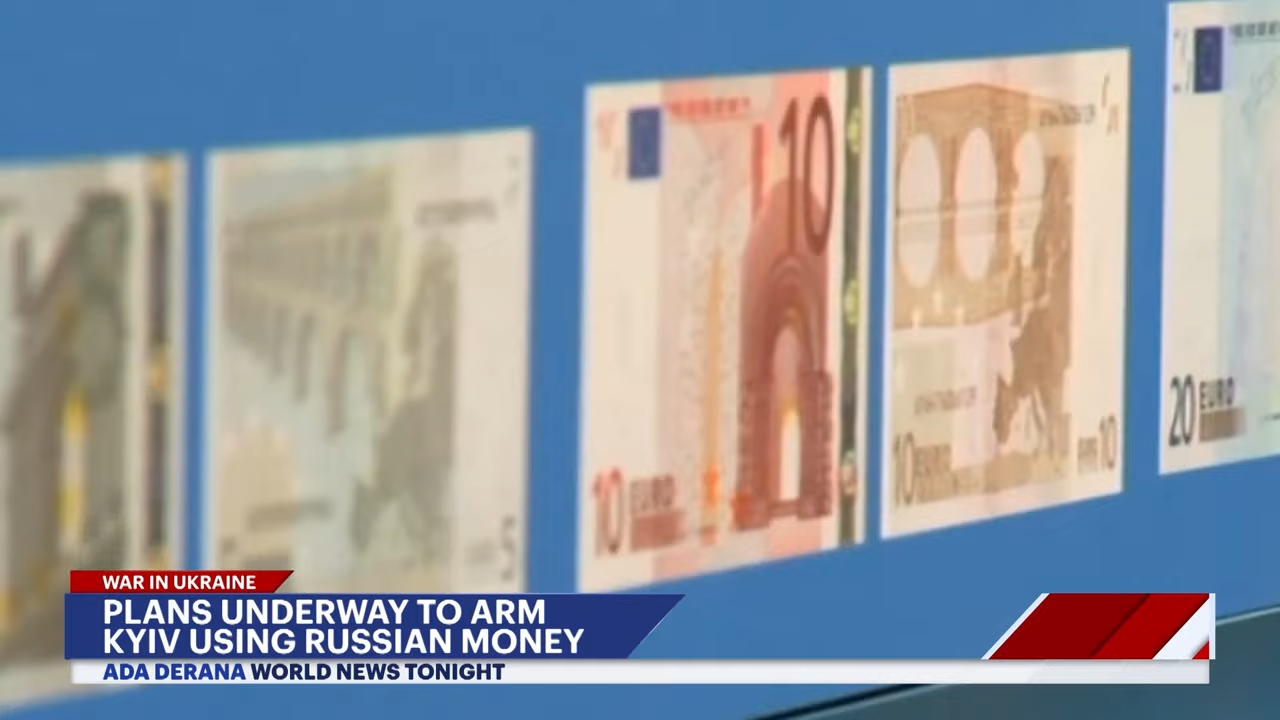 10
10 EURO
10 EURO
10
20 EURO
5
WAR IN UKRAINE
PLANS UNDERWAY TO ARM
KYIV USING RUSSIAN MONEY
ADA DERANA WORLD NEWS TONIGHT